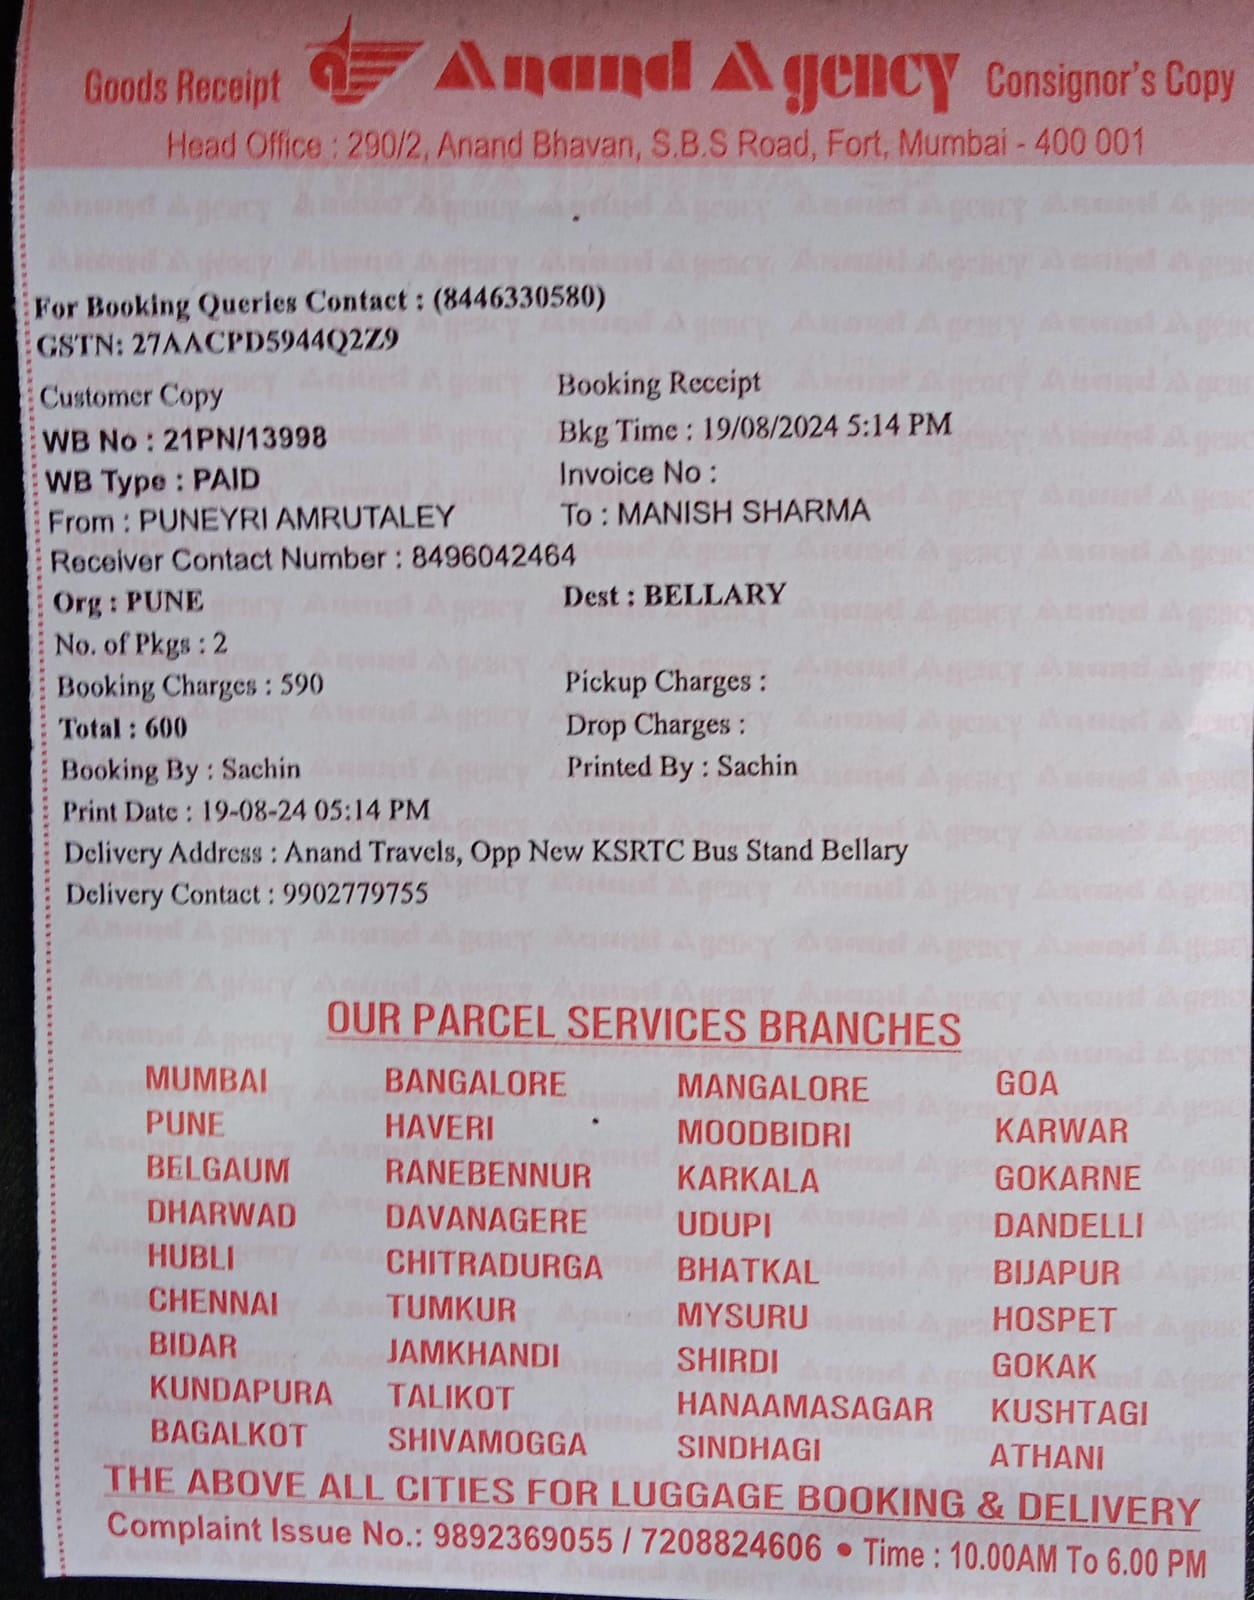 Goods Receipt Anand Agency Consignor's Copy
Head Office : 290/2, Anand Bhavan, S.B.S Road, Fort, Mumbai - 400 001
For Booking Queries Contact : (8446330580)
GSTN: 27AACPD5944Q2Z9
Customer Copy Booking Receipt
WB No : 21PN/13998 Bkg Time : 19/08/2024 5:14 PM
WB Type : PAID Invoice No :
From : PUNEYRI AMRUTALEY To : MANISH SHARMA
Receiver Contact Number : 8496042464
Org : PUNE Dest : BELLARY
No. of Pkgs : 2
Booking Charges : 590 Pickup Charges :
Total : 600 Drop Charges :
Booking By : Sachin Printed By : Sachin
Print Date : 19-08-24 05:14 PM
Delivery Address : Anand Travels, Opp New KSRTC Bus Stand Bellary
Delivery Contact : 9902779755
OUR PARCEL SERVICES BRANCHES
MUMBAI BANGALORE MANGALORE GOA
PUNE HAVERI MOODBIDRI KARWAR
BELGAUM RANEBENNUR KARKALA GOKARNE
DHARWAD DAVANAGERE UDUPI DANDELLI
HUBLI CHITRADURGA BHATKAL BIJAPUR
CHENNAI TUMKUR MYSURU HOSPET
BIDAR JAMKHANDI SHIRDI GOKAK
KUNDAPURA TALIKOT HANAAMASAGAR KUSHTAGI
BAGALKOT SHIVAMOGGA SINDHAGI ATHANI
THE ABOVE ALL CITIES FOR LUGGAGE BOOKING & DELIVERY
Complaint Issue No.: 9892369055 / 7208824606 • Time : 10.00AM To 6.00 PM